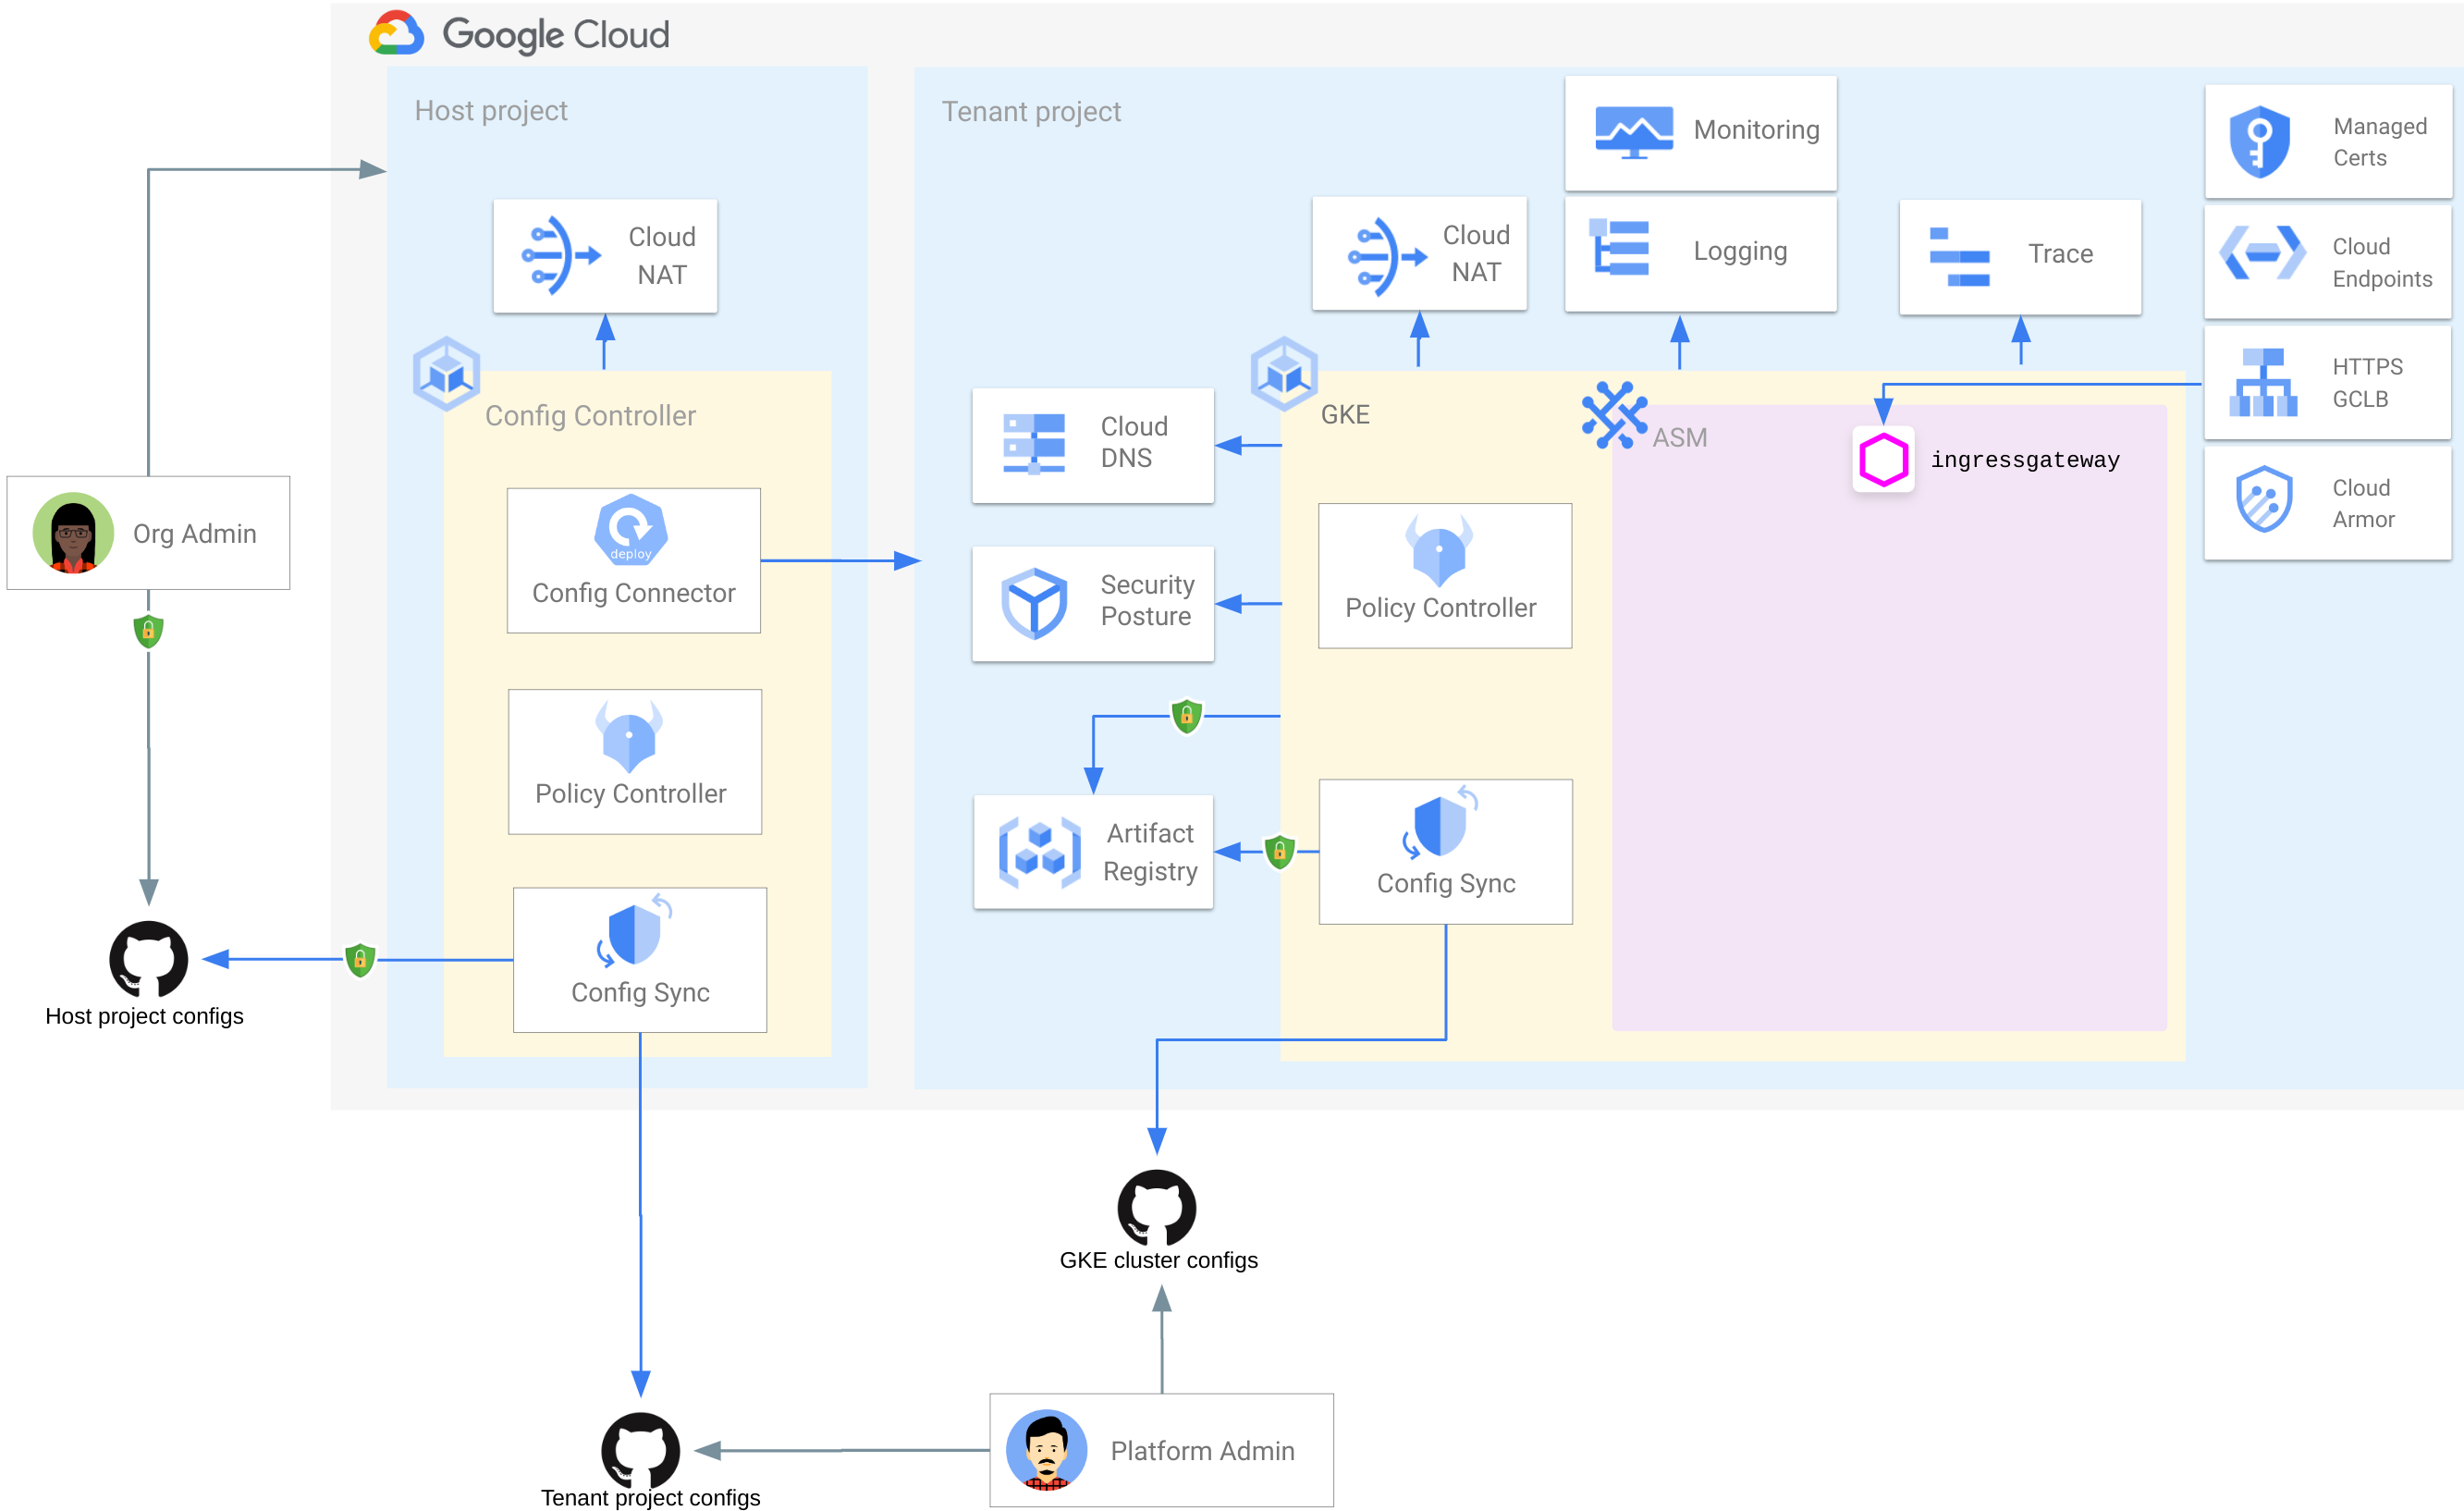 Google Cloud
Host project
Tenant project
Monitoring
Managed
Certs
Cloud
NAT
Cloud
NAT
Logging
Trace
Cloud
Endpoints
HTTPS
GCLB
Config Controller
Cloud
DNS
GKE
ASM
ingressgateway
Cloud
Armor
Org Admin
deploy
Config Connector
Security
Posture
Policy Controller
Policy Controller
Artifact
Registry
Config Sync
Config Sync
Host project configs
GKE cluster configs
Platform Admin
Tenant project configs